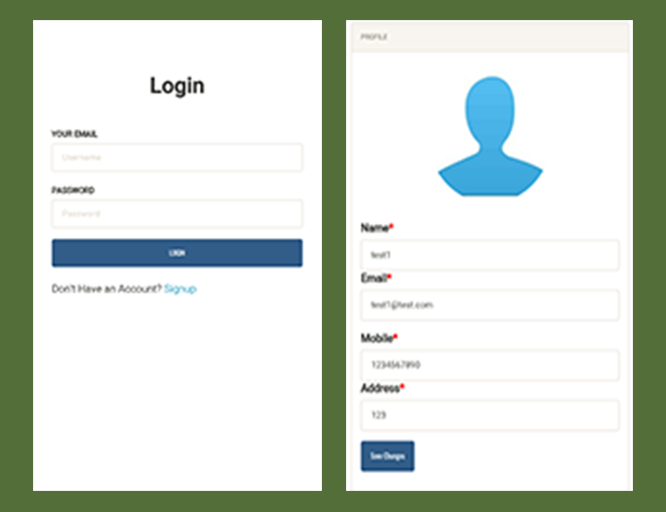 Login
YOUR EMAIL
Username
PASSWORD
Password
LOGIN
Don't Have an Account? Signup
PROFILE
Name*
test1
Email*
test1@test.com
Mobile*
1234567890
Address*
123
Save Changes